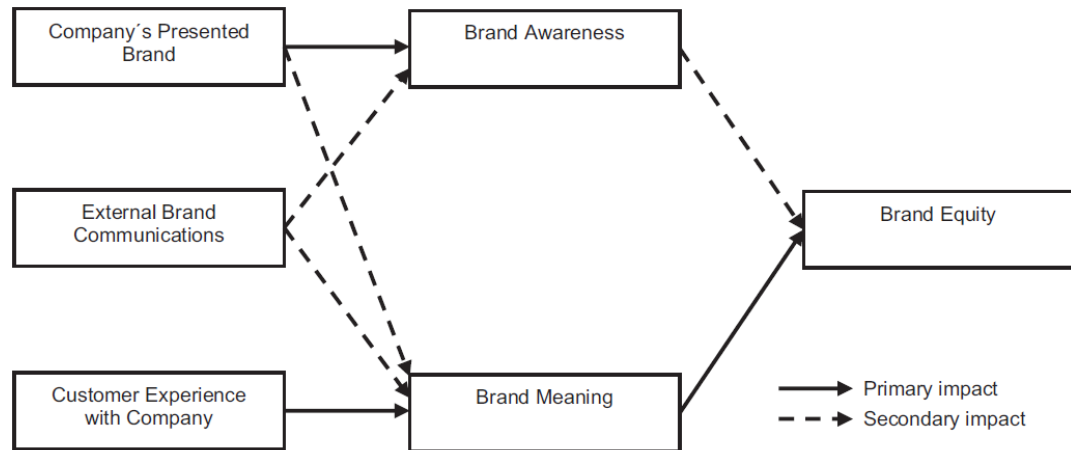 Company´s Presented
Brand
Brand Awareness
External Brand
Communications
Brand Equity
Customer Experience
with Company
Brand Meaning
Primary impact
Secondary impact